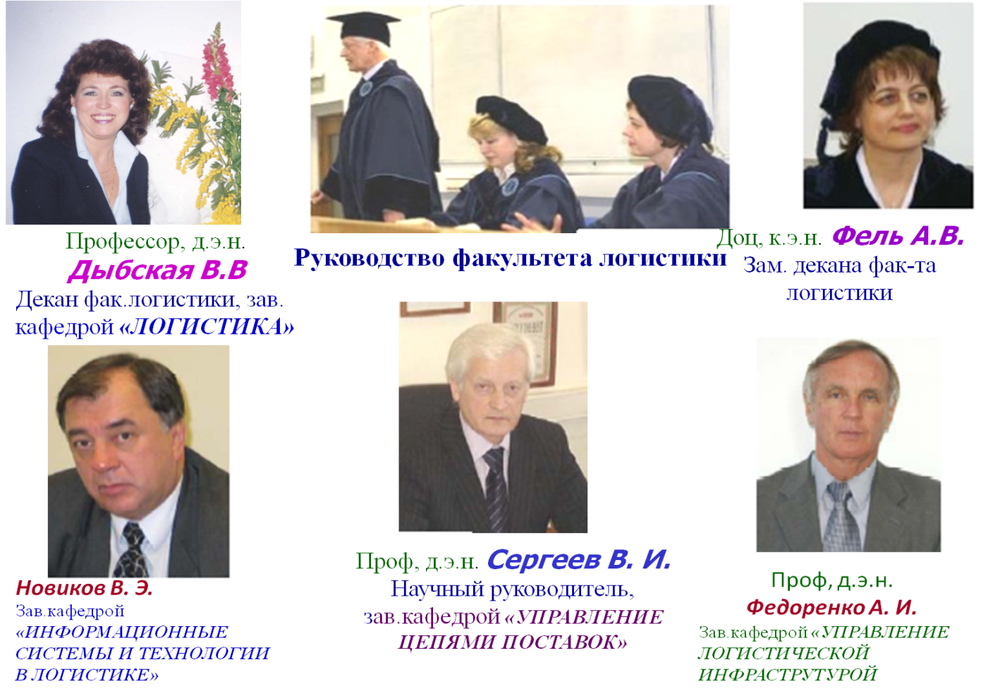 Профессор, д.э.н.
Дыбская В.В
Декан фак.логистики, зав.
кафедрой «ЛОГИСТИКА»
Руководство факультета логистики
Доц, к.э.н. Фель А.В.
Зам. декана фак-та
логистики
Новиков В. Э.
Зав.кафедрой
«ИНФОРМАЦИОННЫЕ
СИСТЕМЫ И ТЕХНОЛОГИИ
В ЛОГИСТИКЕ»
Проф, д.э.н. Сергеев В. И.
Научный руководитель,
зав.кафедрой «УПРАВЛЕНИЕ
ЦЕПЯМИ ПОСТАВОК»
Проф, д.э.н.
Федоренко А. И.
Зав.кафедрой «УПРАВЛЕНИЕ
ЛОГИСТИЧЕСКОЙ
ИНФРАСТРУТУРОЙ